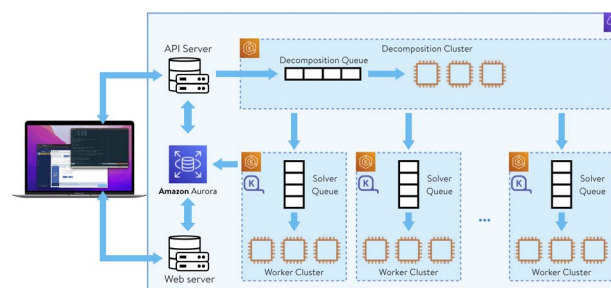 API Server
Decomposition Cluster
Decomposition Queue
Amazon Aurora
K
Solver
Queue
K
Solver
Queue
...
K
Solver
Queue
Worker Cluster
Worker Cluster
Worker Cluster
Web server